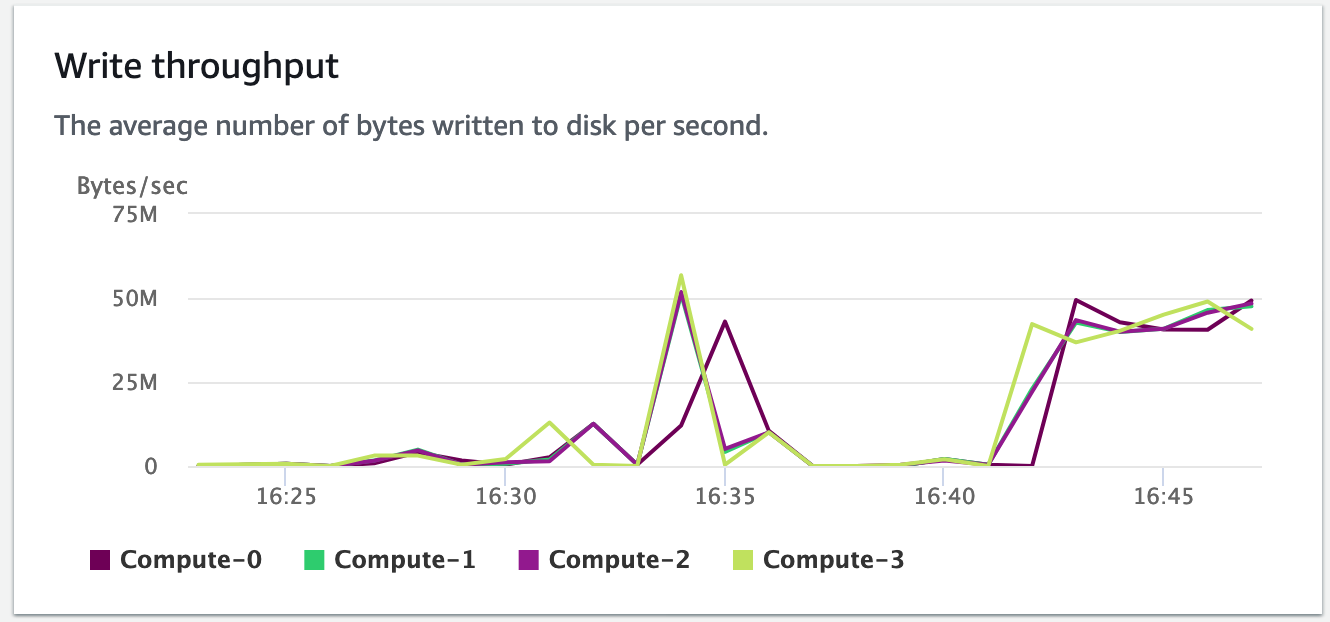 Write throughput
The average number of bytes written to disk per second.
Bytes/sec
75M
50M
25M
0
16:25 16:30 16:35 16:40 16:45
Compute-0 Compute-1 Compute-2 Compute-3